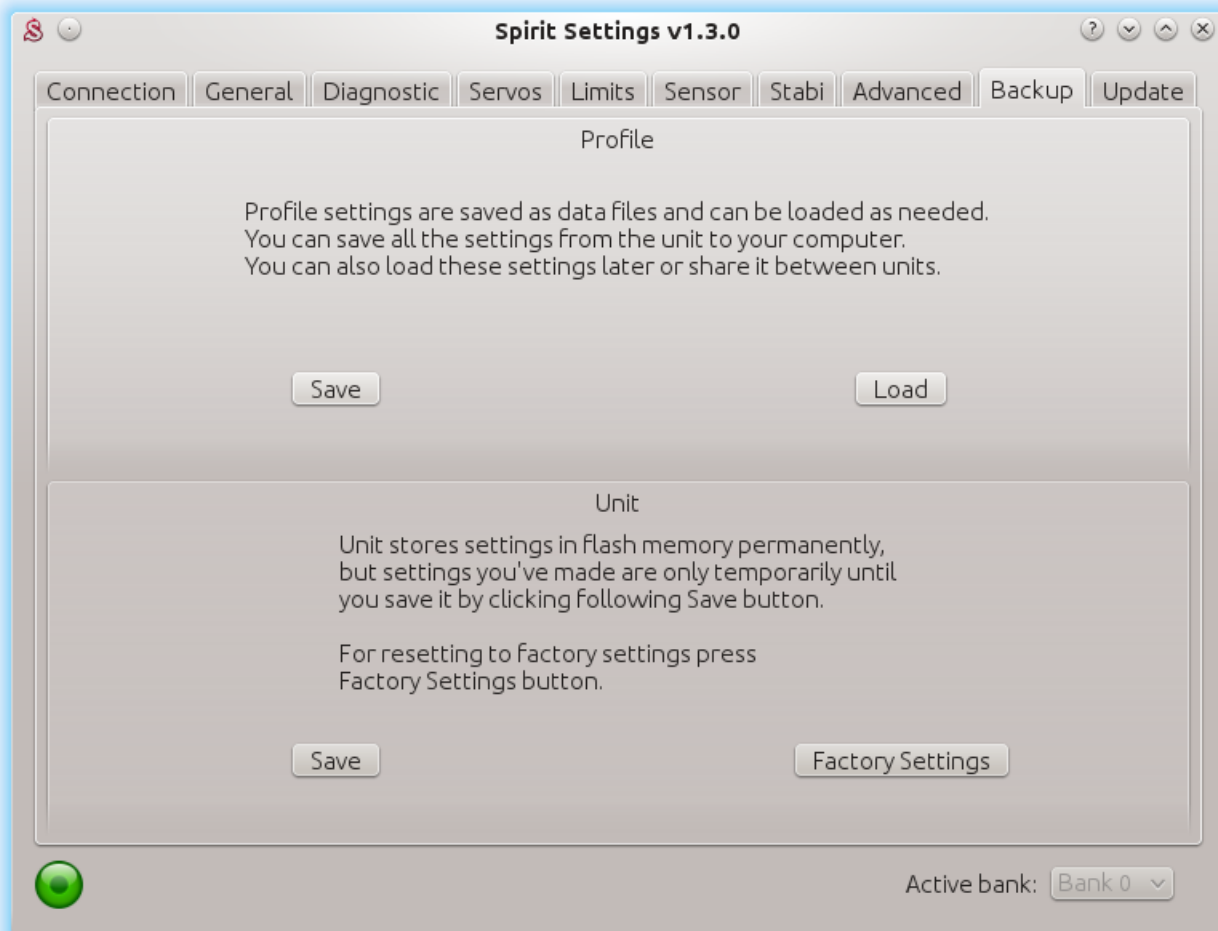 Spirit Settings v1.3.0
Connection General Diagnostic Servos Limits Sensor Stabi Advanced Backup Update
Profile
Profile settings are saved as data files and can be loaded as needed.
You can save all the settings from the unit to your computer.
You can also load these settings later or share it between units.
Save Load
Unit
Unit stores settings in flash memory permanently,
but settings you've made are only temporarily until
you save it by clicking following Save button.
For resetting to factory settings press
Factory Settings button.
Save Factory Settings
Active bank: Bank 0